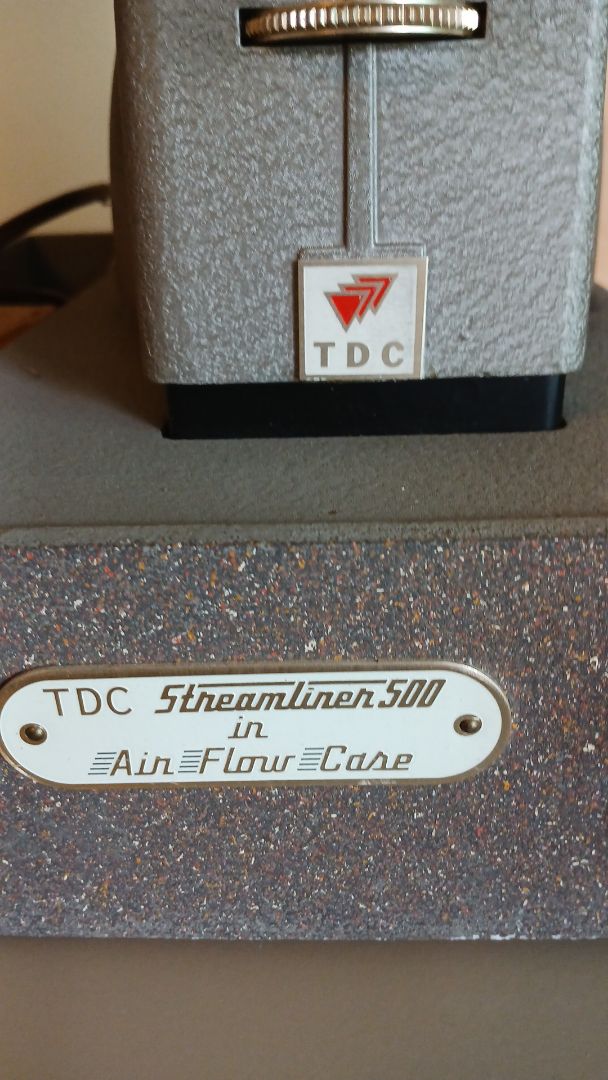 TDC
TDC Streamliner 500
in
Air Flow Case